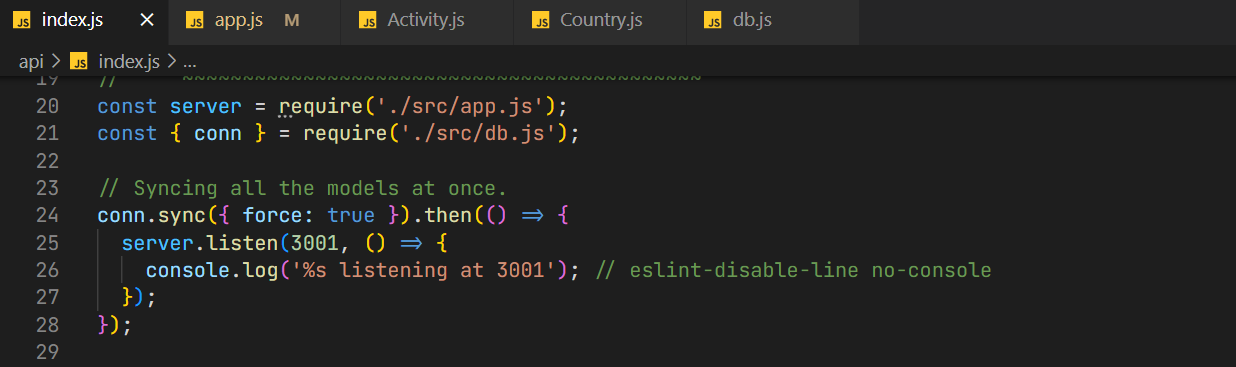 JS index.js × JS app.js M JS Activity.js JS Country.js JS db.js
api > JS index.js > ...
19 // ~~~~~~~~~~~~~~~~~~~~~~~~~~~~~~~~~~~~~~~~~~~
20 const server = require('./src/app.js');
21 const { conn } = require('./src/db.js');
22
23 // Syncing all the models at once.
24 conn.sync({ force: true }).then(() => {
25 server.listen(3001, () => {
26 console.log('%s listening at 3001'); // eslint-disable-line no-console
27 });
28 });
29